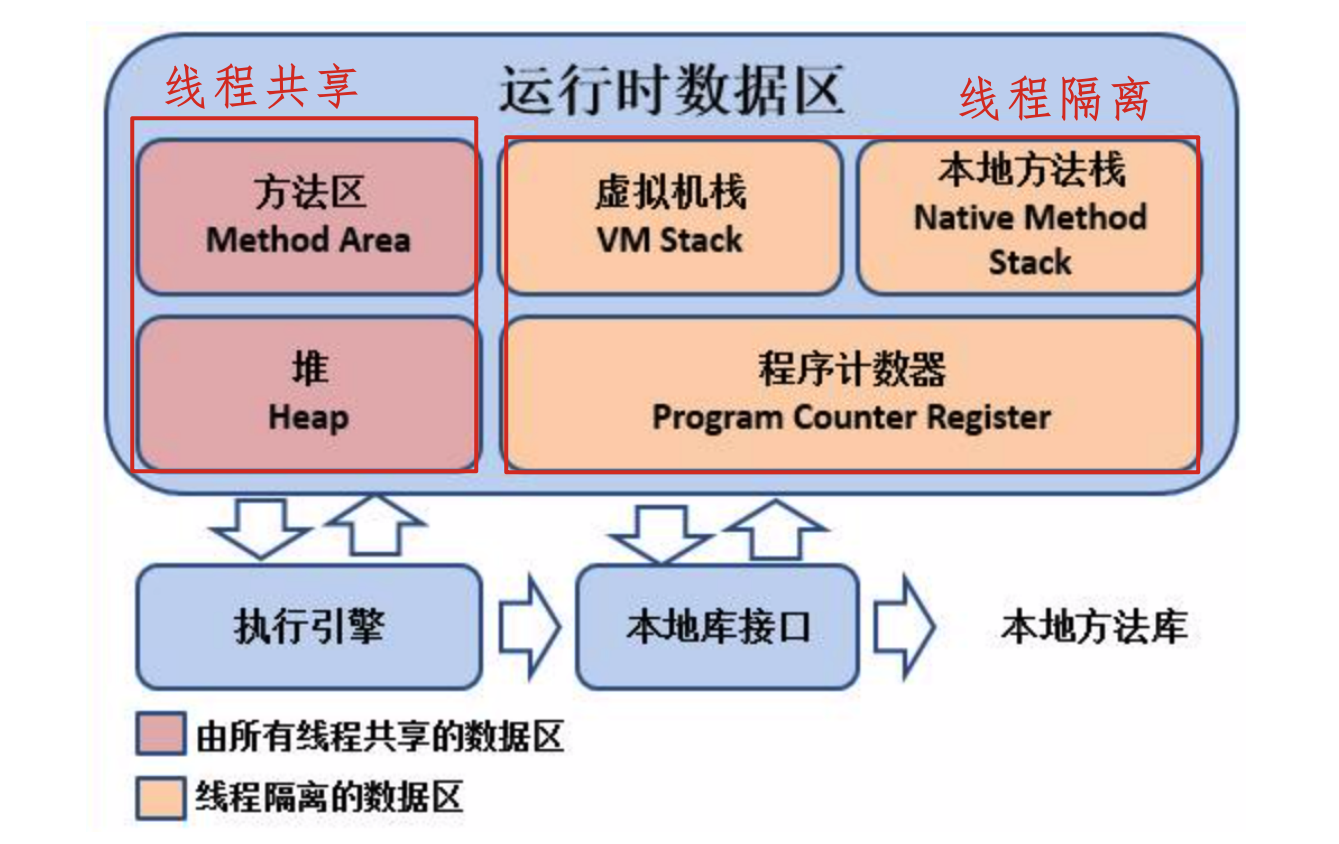 线程共享
运行时数据区
线程隔离
方法区
Method Area
虚拟机栈
VM Stack
本地方法栈
Native Method
Stack
堆
Heap
程序计数器
Program Counter Register
执行引擎
本地库接口
本地方法库
由所有线程共享的数据区
线程隔离的数据区